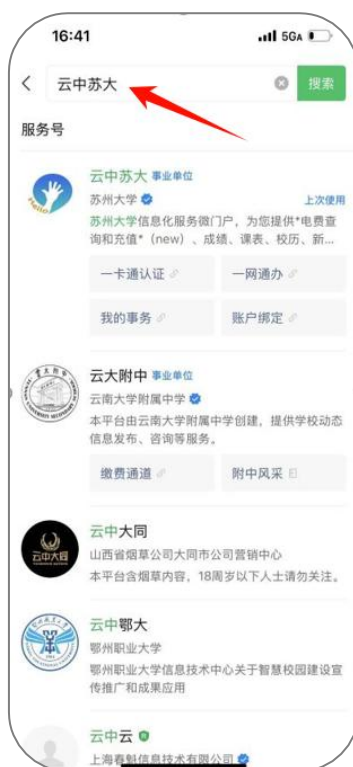 16:41
5GA
云中苏大
搜索
服务号
云中苏大 事业单位
苏州大学
上次使用
苏州大学信息化服务微门户，为您提供*电费查
询和充值*（new）、成绩、课表、校历、新...
一卡通认证
一网通办
我的事务
账户绑定
云大附中 事业单位
云南大学附属中学
本平台由云南大学附属中学创建，提供学校动态
信息发布、咨询等服务。
缴费通道
附中风采
云中大同
云中大同
山西省烟草公司大同市公司营销中心
本平台含烟草内容，18周岁以下人士请勿关注。
云中鄂大
鄂州职业大学
鄂州职业大学信息技术中心关于智慧校园建设宣
传推广和成果应用
云中云
上海春魁信息技术有限公司